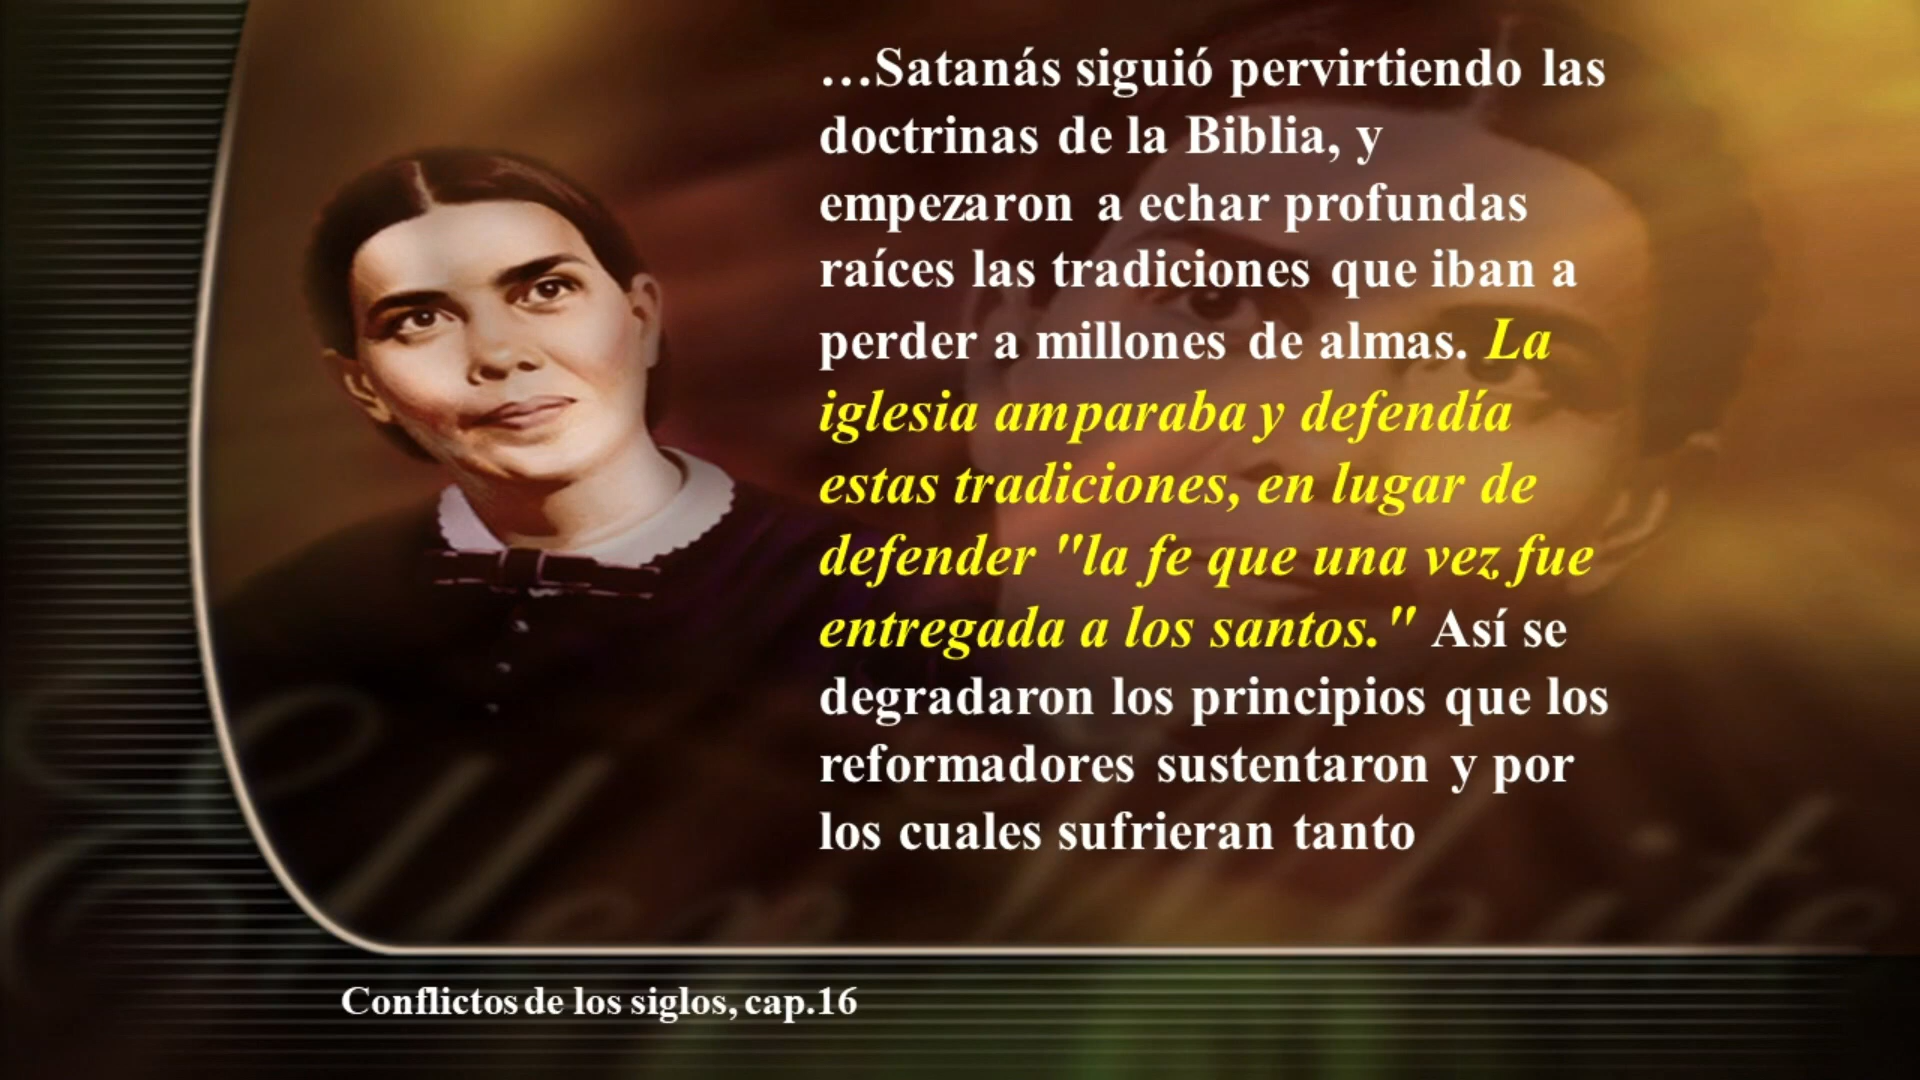 …Satanás siguió pervirtiendo las
doctrinas de la Biblia, y
empezaron a echar profundas
raíces las tradiciones que iban a
perder a millones de almas. La
iglesia amparaba y defendía
estas tradiciones, en lugar de
defender "la fe que una vez fue
entregada a los santos." Así se
degradaron los principios que los
reformadores sustentaron y por
los cuales sufrieran tanto
Conflictos de los siglos, cap.16